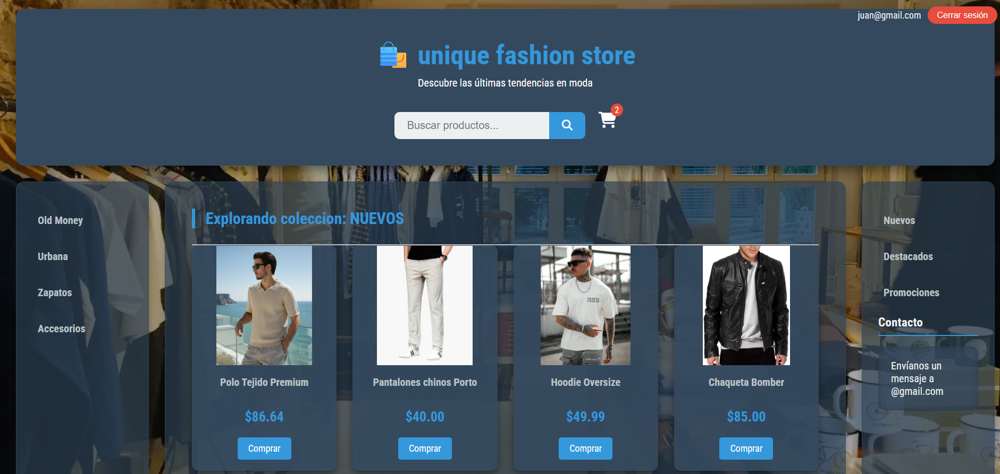 juan@gmail.com
Cerrar sesión
unique fashion store
Descubre las últimas tendencias en moda
Buscar productos...
2
Old Money
Urbana
Zapatos
Accesorios
Explorando coleccion: NUEVOS
Polo Tejido Premium
$86.64
Comprar
Pantalones chinos Porto
$40.00
Comprar
Hoodie Oversize
$49.99
Comprar
Chaqueta Bomber
$85.00
Comprar
Nuevos
Destacados
Promociones
Contacto
Envíanos un
mensaje a
@gmail.com